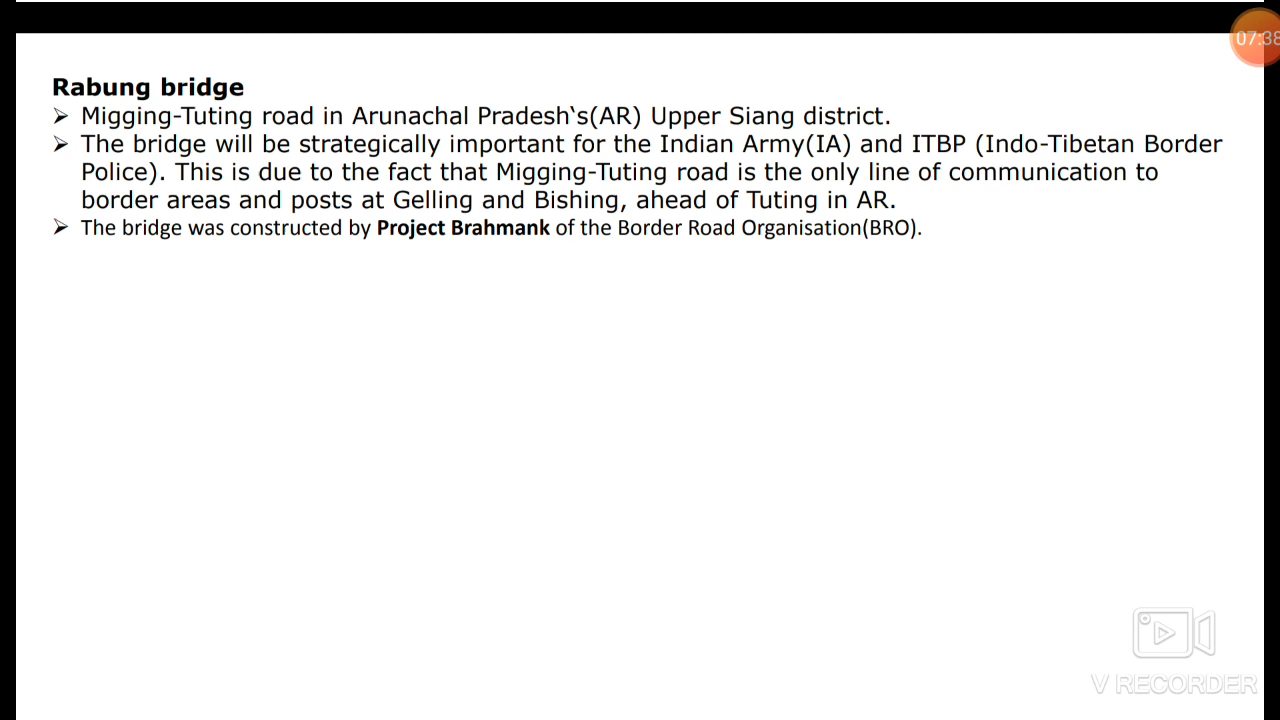 07:38
Rabung bridge
➢ Migging-Tuting road in Arunachal Pradesh‛s(AR) Upper Siang district.
➢ The bridge will be strategically important for the Indian Army(IA) and ITBP (Indo-Tibetan Border
Police). This is due to the fact that Migging-Tuting road is the only line of communication to
border areas and posts at Gelling and Bishing, ahead of Tuting in AR.
➢ The bridge was constructed by Project Brahmank of the Border Road Organisation(BRO).
V RECORDER